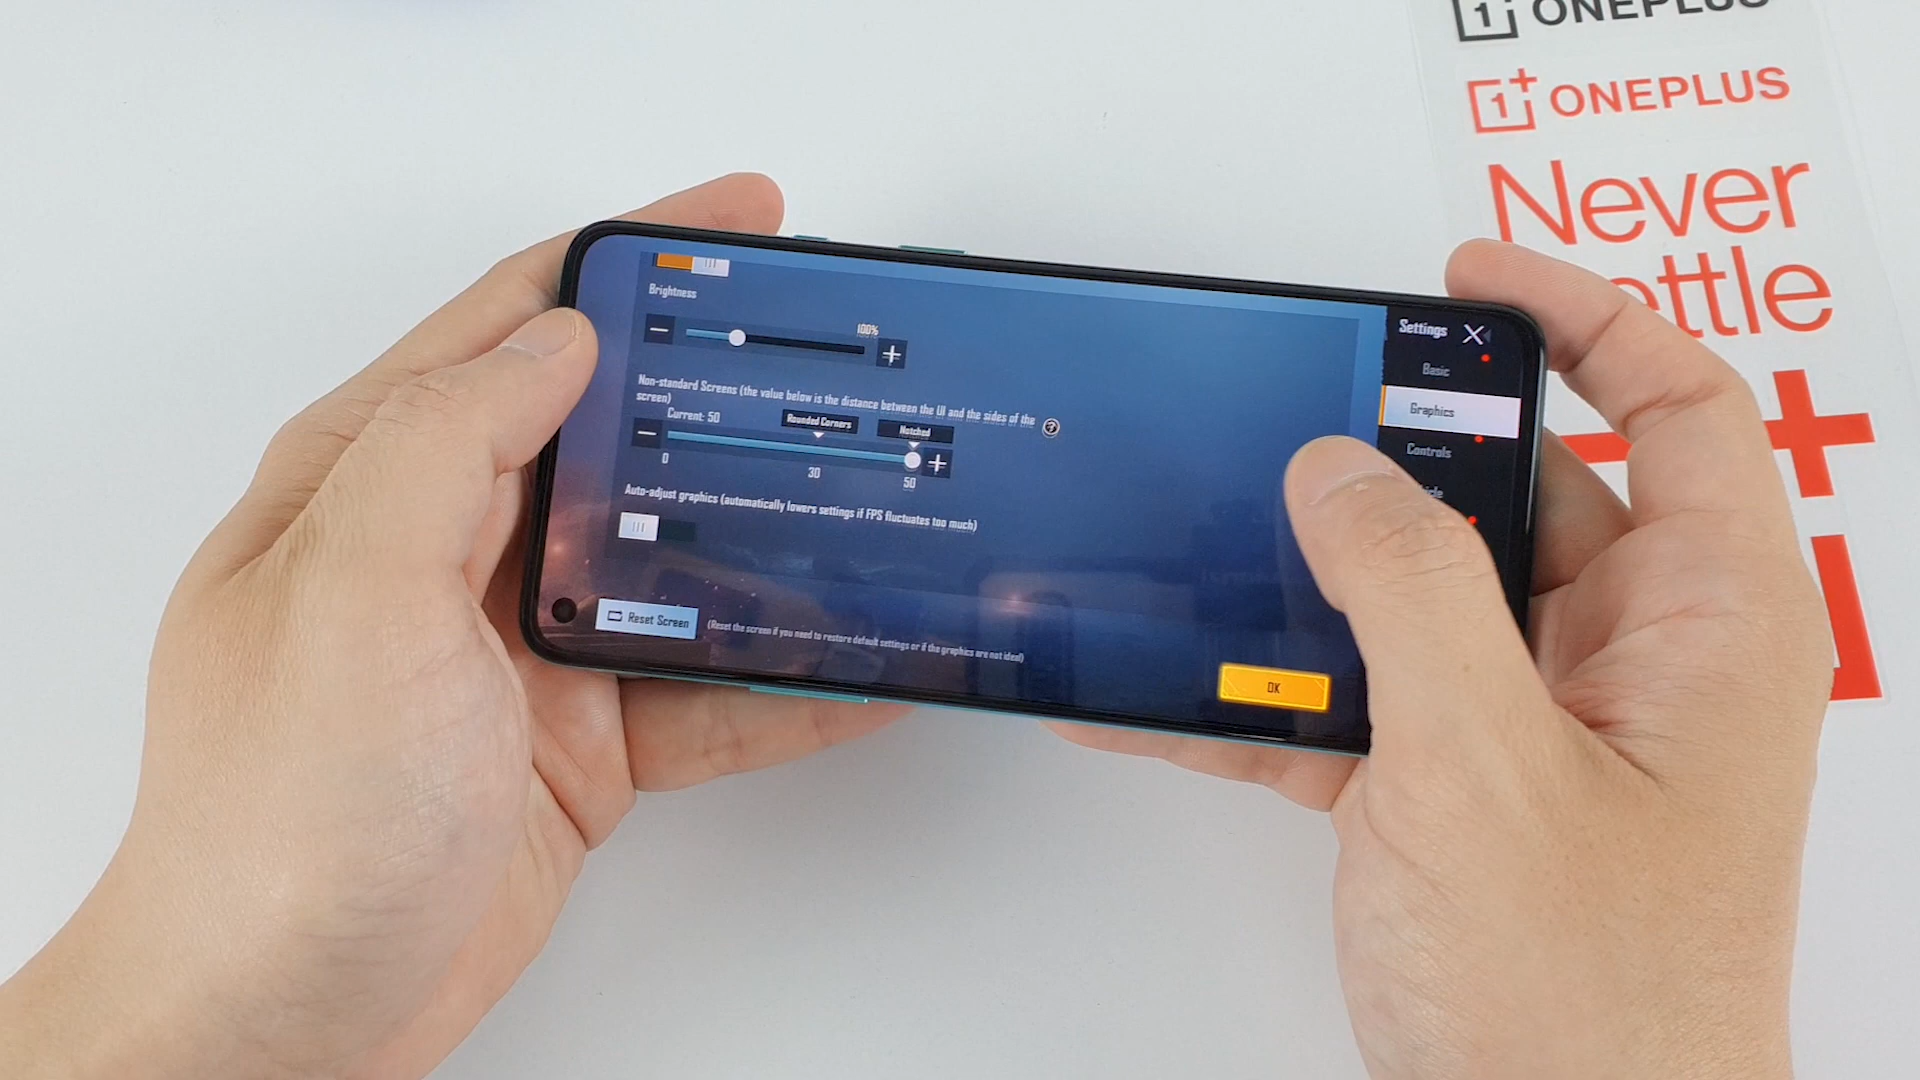 ONEPLUS
ONEPLUS
Never
Settings
Basic
Graphics
Controls
Brightness
100%
Non-standard Screens (the value below is the distance between the UI and the sides of the
screen)
Current: 50
Rounded Corners
Notched
0
30
50
Auto-adjust graphics (automatically lowers settings if FPS fluctuates too much)
Reset Screen
(Reset the screen if you need to restore default settings or if the graphics are not ideal)
OK